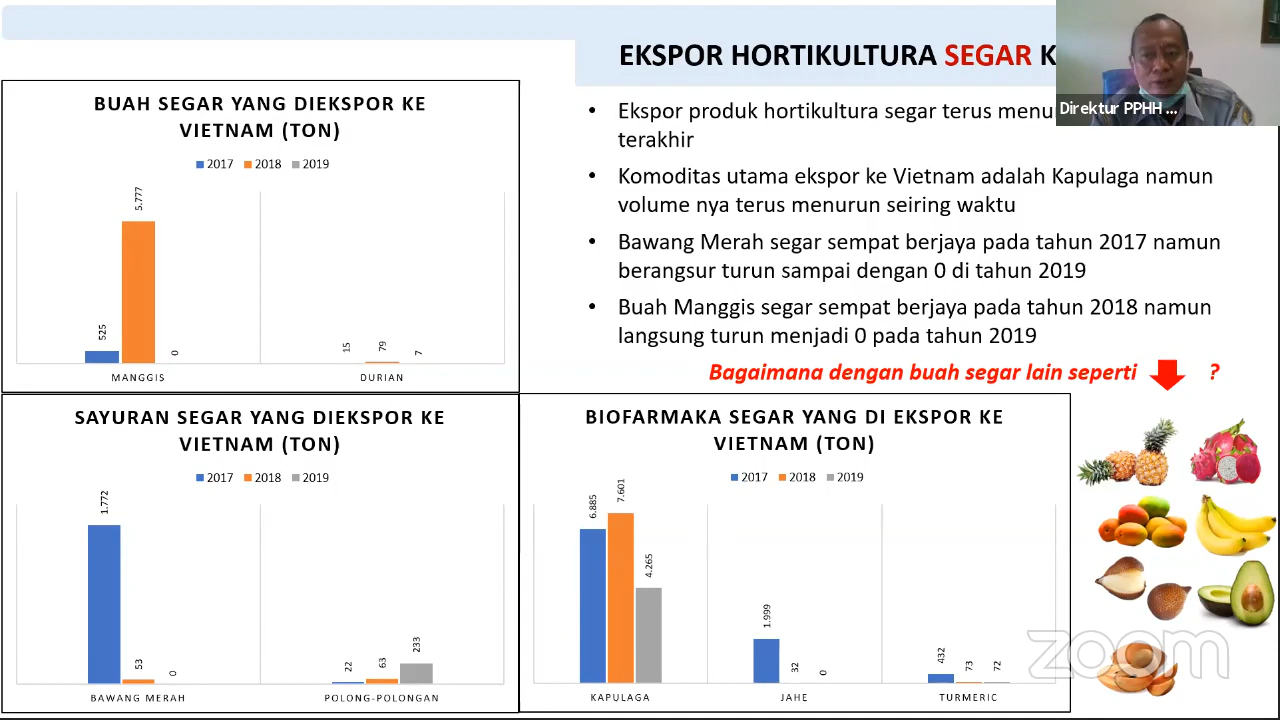 EKSPOR HORTIKULTURA SEGAR K
Direktur PPHH ...
BUAH SEGAR YANG DIEKSPOR KE
VIETNAM (TON)
2017 2018 2019
525
5.777
0
15
79
7
MANGGIS
DURIAN
• Ekspor produk hortikultura segar terus menu
terakhir
• Komoditas utama ekspor ke Vietnam adalah Kapulaga namun
volume nya terus menurun seiring waktu
• Bawang Merah segar sempat berjaya pada tahun 2017 namun
berangsur turun sampai dengan 0 di tahun 2019
• Buah Manggis segar sempat berjaya pada tahun 2018 namun
langsung turun menjadi 0 pada tahun 2019
Bagaimana dengan buah segar lain seperti ?
SAYURAN SEGAR YANG DIEKSPOR KE
VIETNAM (TON)
2017 2018 2019
1.772
53
0
22
63
233
BAWANG MERAH
POLONG-POLONGAN
BIOFARMAKA SEGAR YANG DI EKSPOR KE
VIETNAM (TON)
2017 2018 2019
6.885
7.601
4.265
1.999
32
0
432
73
72
KAPULAGA
JAHE
TURMERIC
zoom